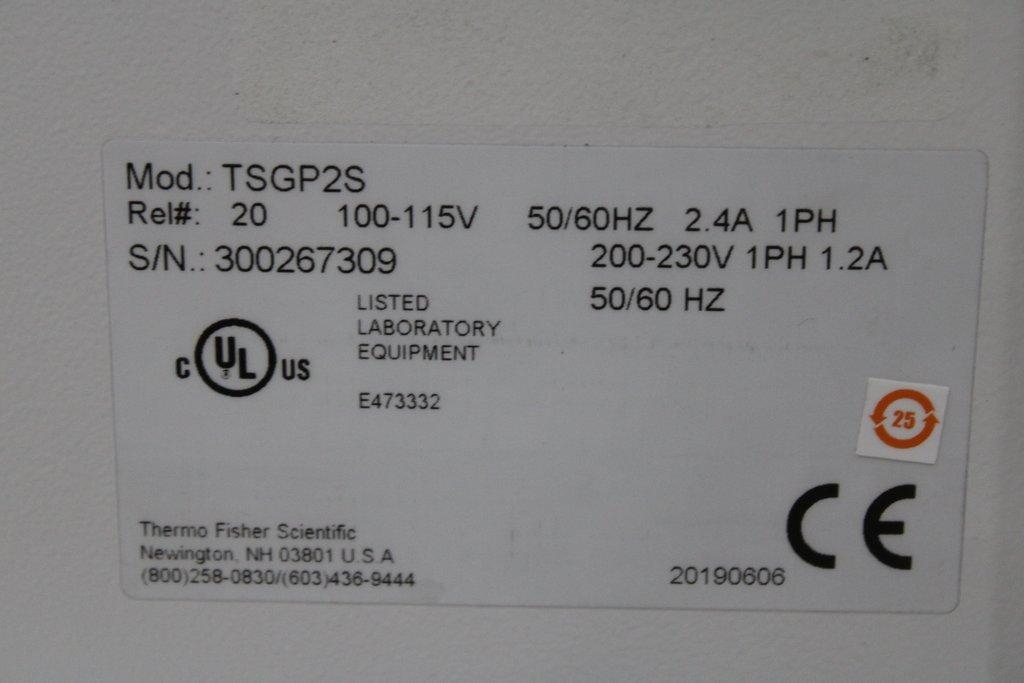 Mod.: TSGP2S
Rel#: 20 100-115V 50/60HZ 2.4A 1PH
S/N.: 300267309 200-230V 1PH 1.2A
50/60 HZ
LISTED
LABORATORY
EQUIPMENT
C UL US
E473332
25
CE
Thermo Fisher Scientific
Newington, NH 03801 U.S.A
(800)258-0830/(603)436-9444
20190606